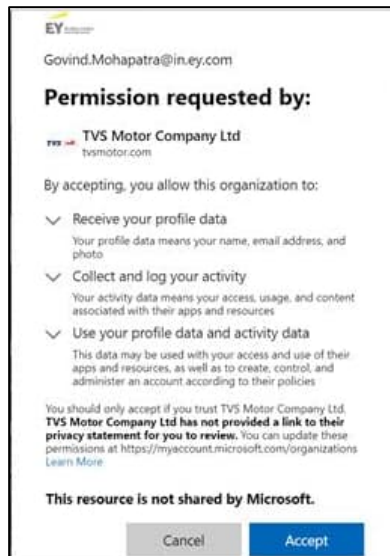 EY
Govind.Mohapatra@in.ey.com
Permission requested by:
TVS
TVS Motor Company Ltd
tvsmotor.com
By accepting, you allow this organization to:
Receive your profile data
Your profile data means your name, email address, and
photo
Collect and log your activity
Your activity data means your access, usage, and content
associated with their apps and resources
Use your profile data and activity data
This data may be used with your access and use of their
apps and resources, as well as to create, control, and
administer an account according to their policies
You should only accept if you trust TVS Motor Company Ltd.
TVS Motor Company Ltd has not provided a link to their
privacy statement for you to review. You can update these
permissions at https://myaccount.microsoft.com/organizations
Learn More
This resource is not shared by Microsoft.
Cancel Accept